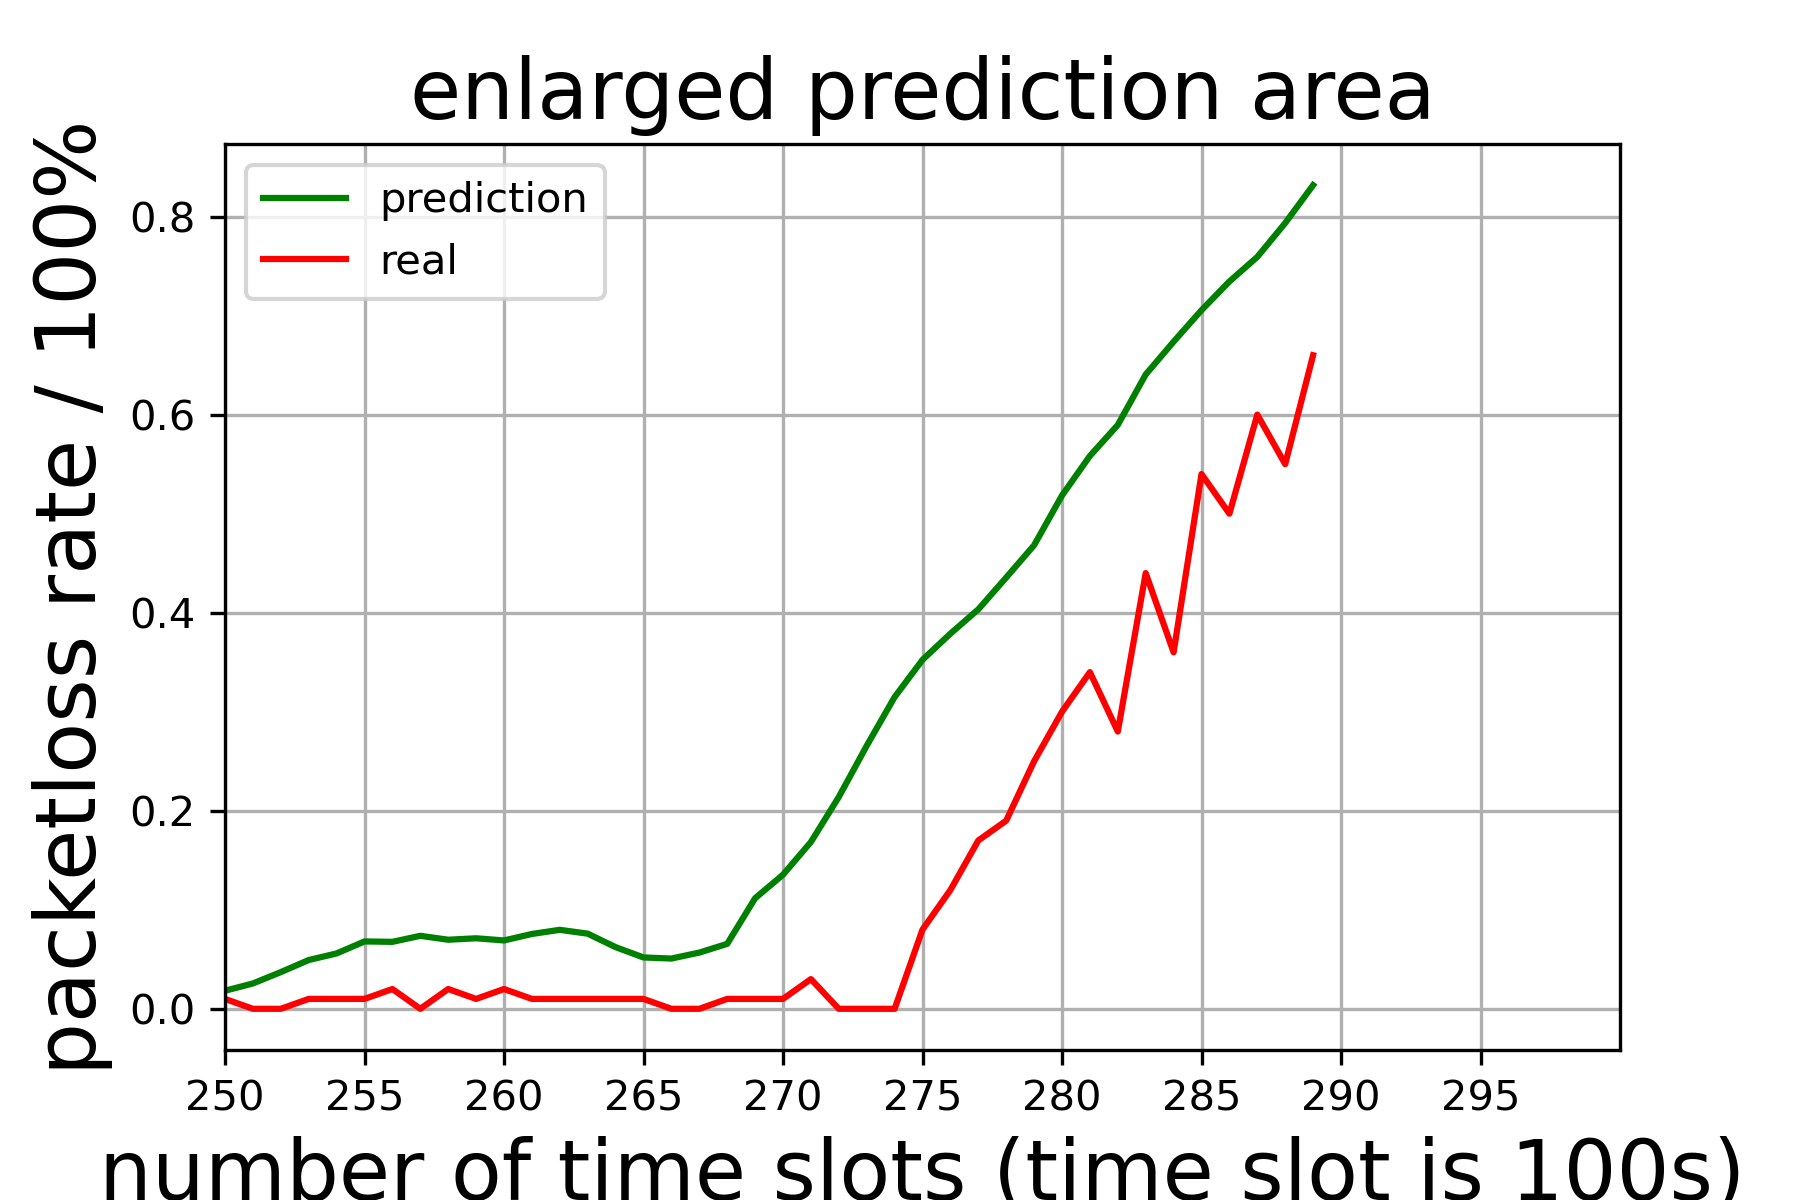 enlarged prediction area
packetloss rate / 100%
prediction
real
0.8
0.6
0.4
0.2
0.0
250 255 260 265 270 275 280 285 290 295
number of time slots (time slot is 100s)